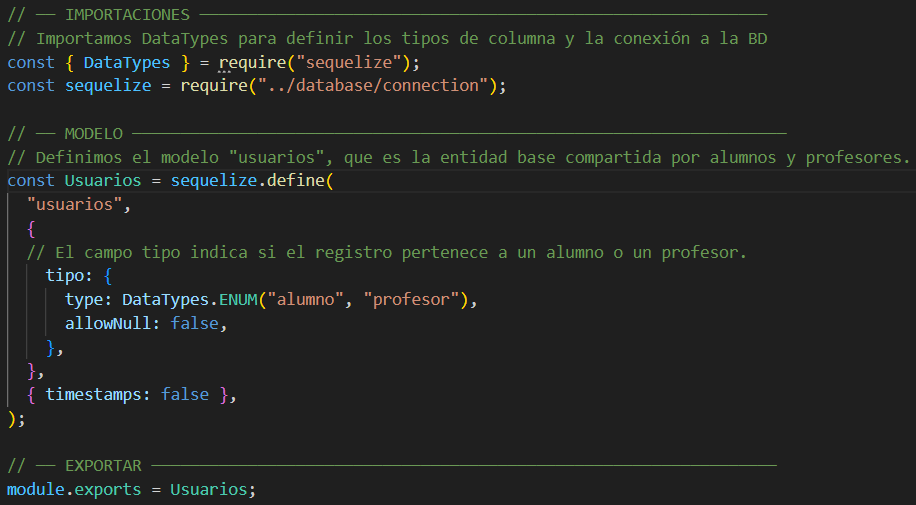 // —— IMPORTACIONES ———————————————————————————————————————————————————————————
// Importamos DataTypes para definir los tipos de columna y la conexión a la BD
const { DataTypes } = require("sequelize");
const sequelize = require("../database/connection");
// —— MODELO ————————————————————————————————————————————————————————————————————
// Definimos el modelo "usuarios", que es la entidad base compartida por alumnos y profesores.
const Usuarios = sequelize.define(
  "usuarios",
  {
  // El campo tipo indica si el registro pertenece a un alumno o un profesor.
    tipo: {
      type: DataTypes.ENUM("alumno", "profesor"),
      allowNull: false,
    },
  },
  { timestamps: false },
);
// —— EXPORTAR —————————————————————————————————————————————————————————————————
module.exports = Usuarios;